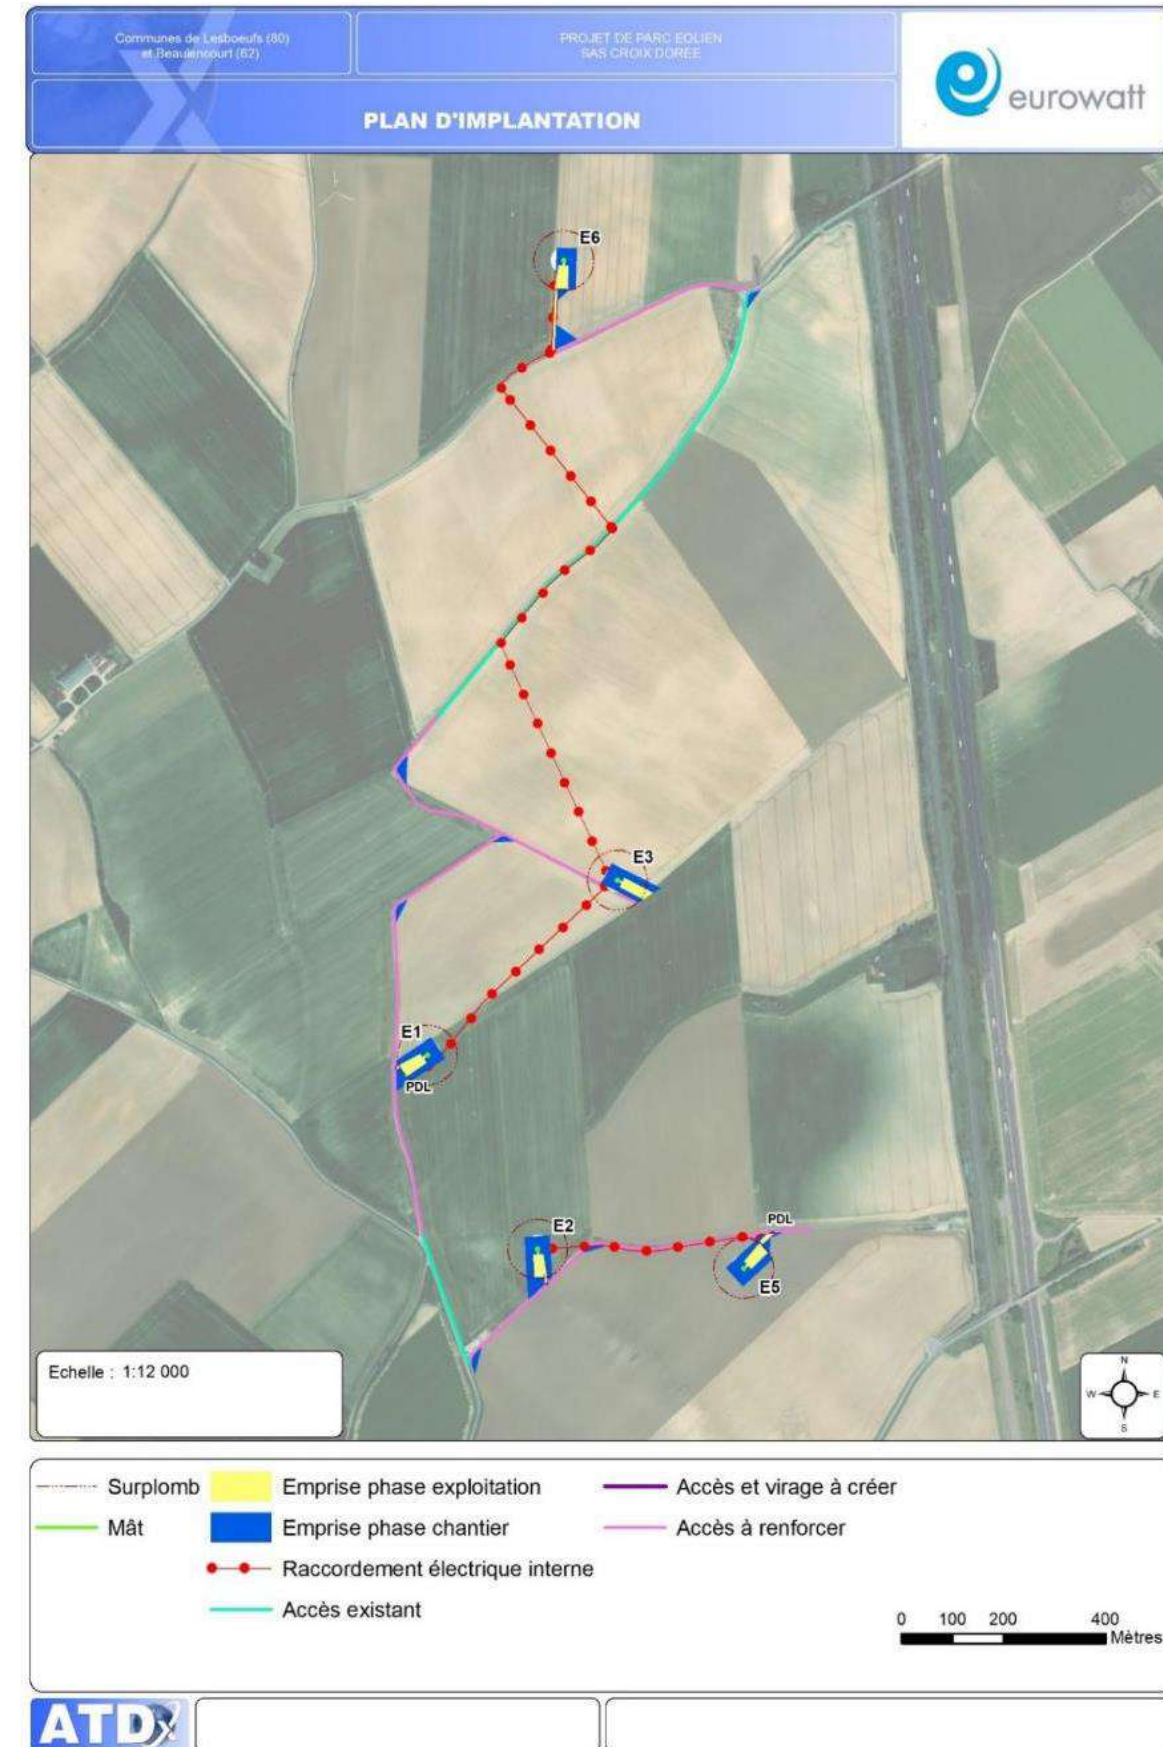 Communes de Lesboeufs (80)
et Beaulencourt (62)
PROJET DE PARC EOLIEN
SAS CROIX DOREE
PLAN D'IMPLANTATION
eurowatt
E6
E3
E1
PDL
E2
PDL
E5
Echelle : 1:12 000
N
W E
S
Surplomb
Emprise phase exploitation
Accès et virage à créer
Mât
Emprise phase chantier
Accès à renforcer
Raccordement électrique interne
Accès existant
0 100 200 400
Mètres
ATDx